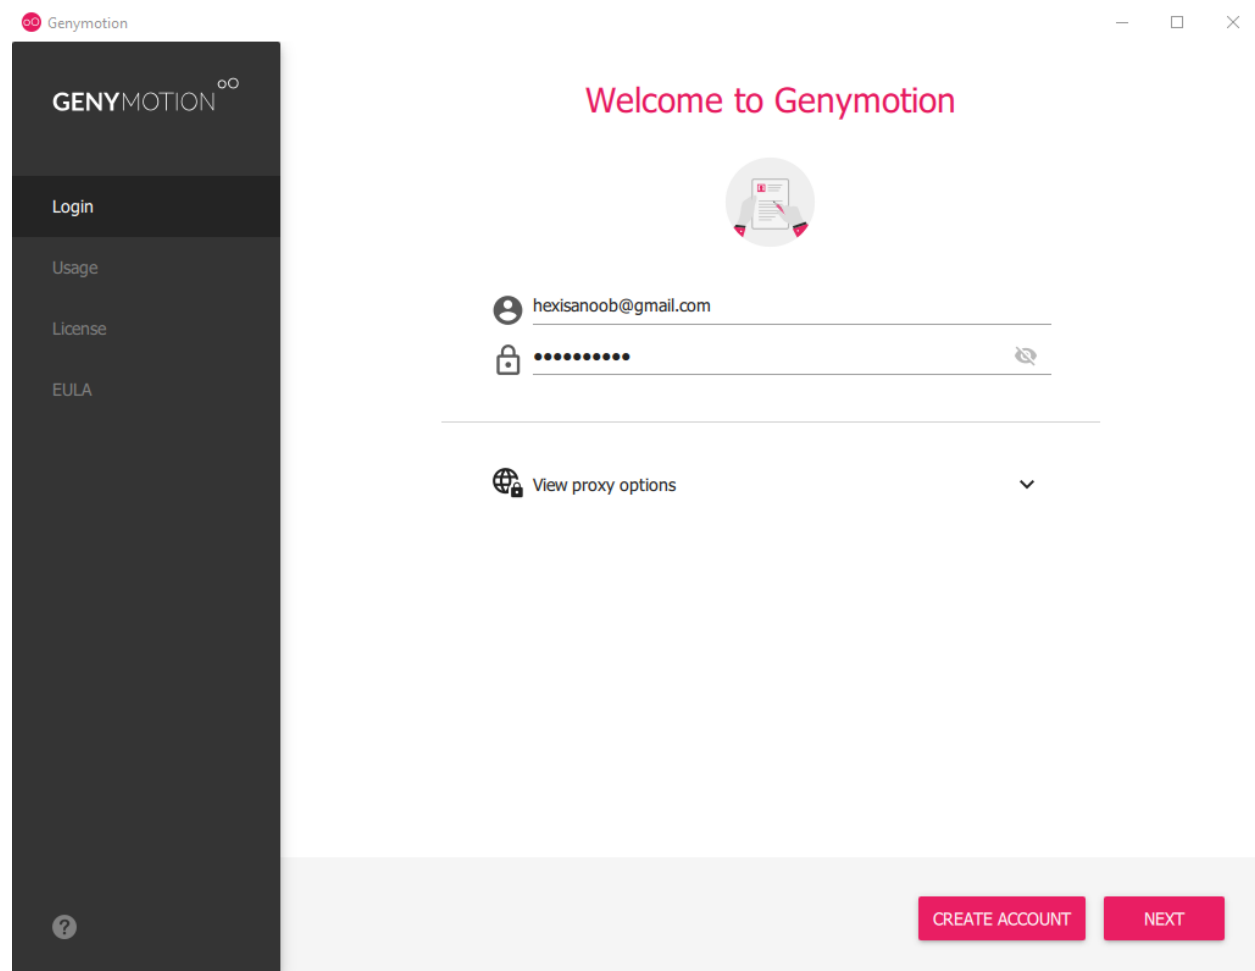 Genymotion
GENYMOTION
Welcome to Genymotion
Login
Usage
License
EULA
hexisanoob@gmail.com
••••••••••
View proxy options
CREATE ACCOUNT
NEXT